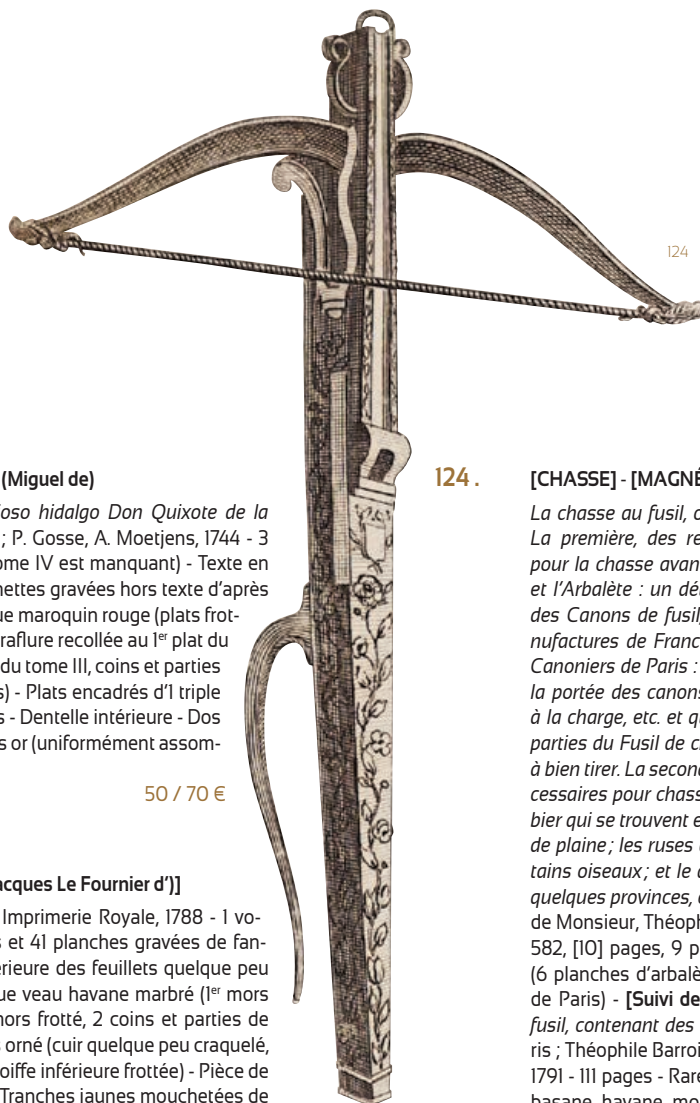 124
(Miguel de)
oso hidalgo Don Quixote de la
; P. Gosse, A. Moetjens, 1744 - 3
ome IV est manquant) - Texte en
nettes gravées hors texte d'après
ue maroquin rouge (plats frot-
raflure recollée au 1er plat du
du tome III, coins et parties
s) - Plats encadrés d'1 triple
s - Dentelle intérieure - Dos
s or (uniformément assom-
50 / 70 €
acques Le Fournier d')]
Imprimerie Royale, 1788 - 1 vo-
s et 41 planches gravées de fan-
érieure des feuillets quelque peu
ue veau havane marbré (1er mors
mors frotté, 2 coins et parties de
s orné (cuir quelque peu craquelé,
oiffe inférieure frottée) - Pièce de
Tranches jaunes mouchetées de
124.
[CHASSE] - [MAGNÉ
La chasse au fusil, c
La première, des re
pour la chasse avan
et l'Arbalète : un dé
des Canons de fusil,
nufactures de Franc
Canoniers de Paris :
la portée des canons
à la charge, etc. et qu
parties du Fusil de c
à bien tirer. La second
cessaires pour chass
bier qui se trouvent e
de plaine ; les ruses
tains oiseaux ; et le
quelques provinces,
de Monsieur, Théoph
582, [10] pages, 9 p
(6 planches d'arbalè
de Paris) - [Suivi de
fusil, contenant des
ris ; Théophile Barroi
1791 - 111 pages - Rare
basane havane mo